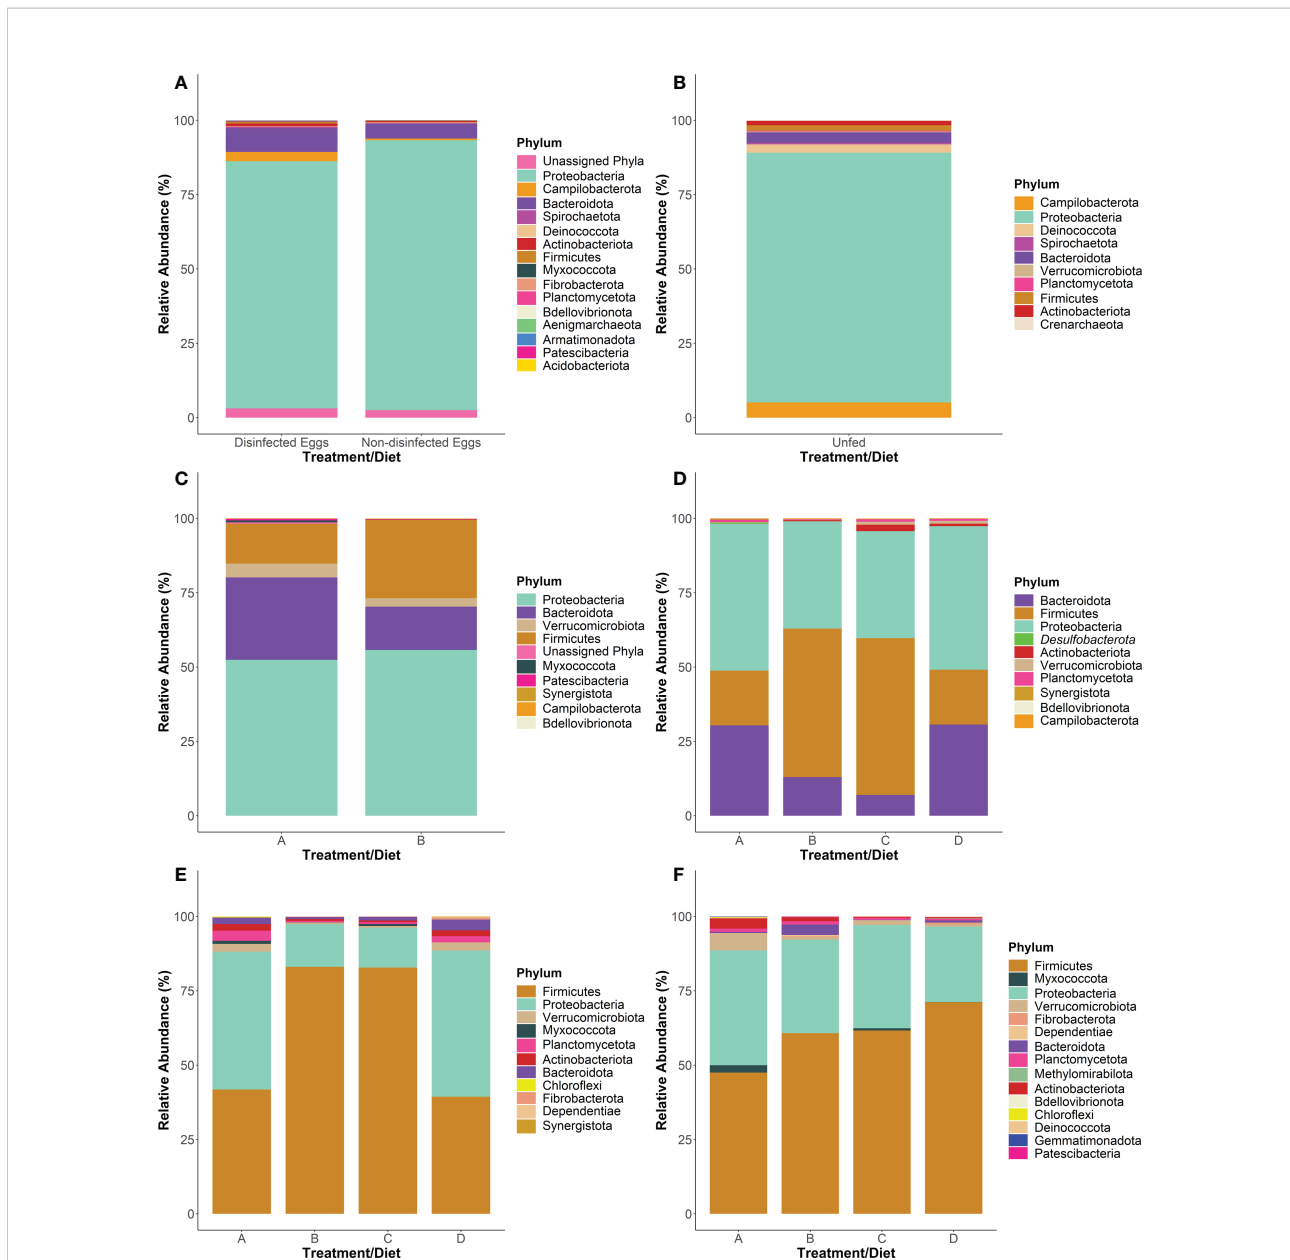 A
Relative Abundance (%)
100
75
50
25
0
Disinfected Eggs Non-disinfected Eggs
Treatment/Diet
Phylum
Unassigned Phyla
Proteobacteria
Campilobacterota
Bacteroidota
Spirochaetota
Deinococcota
Actinobacteriota
Firmicutes
Myxococcota
Fibrobacterota
Planctomycetota
Bdellovibrionota
Aenigmarchaeota
Armatimonadota
Patescibacteria
Acidobacteriota
B
Relative Abundance (%)
100
75
50
25
0
Unfed
Treatment/Diet
Phylum
Campilobacterota
Proteobacteria
Deinococcota
Spirochaetota
Bacteroidota
Verrucomicrobiota
Planctomycetota
Firmicutes
Actinobacteriota
Crenarchaeota
C
Relative Abundance (%)
100
75
50
25
0
A B
Treatment/Diet
Phylum
Proteobacteria
Bacteroidota
Verrucomicrobiota
Firmicutes
Unassigned Phyla
Myxococcota
Patescibacteria
Synergistota
Campilobacterota
Bdellovibrionota
D
Relative Abundance (%)
100
75
50
25
0
A B C D
Treatment/Diet
Phylum
Bacteroidota
Firmicutes
Proteobacteria
Desulfobacterota
Actinobacteriota
Verrucomicrobiota
Planctomycetota
Synergistota
Bdellovibrionota
Campilobacterota
E
Relative Abundance (%)
100
75
50
25
0
A B C D
Treatment/Diet
Phylum
Firmicutes
Proteobacteria
Verrucomicrobiota
Myxococcota
Planctomycetota
Actinobacteriota
Bacteroidota
Chloroflexi
Fibrobacterota
Dependentiae
Synergistota
F
Relative Abundance (%)
100
75
50
25
0
A B C D
Treatment/Diet
Phylum
Firmicutes
Myxococcota
Proteobacteria
Verrucomicrobiota
Fibrobacterota
Dependentiae
Bacteroidota
Planctomycetota
Methylomirabilota
Actinobacteriota
Bdellovibrionota
Chloroflexi
Deinococcota
Gemmatimonadota
Patescibacteria